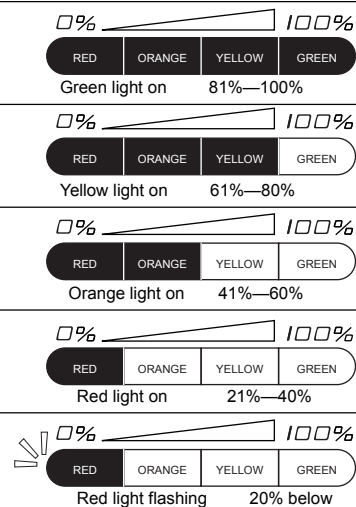 0% 100%
RED ORANGE YELLOW GREEN
Green light on 81%—100%
0% 100%
RED ORANGE YELLOW GREEN
Yellow light on 61%—80%
0% 100%
RED ORANGE YELLOW GREEN
Orange light on 41%—60%
0% 100%
RED ORANGE YELLOW GREEN
Red light on 21%—40%
0% 100%
RED ORANGE YELLOW GREEN
Red light flashing 20% below